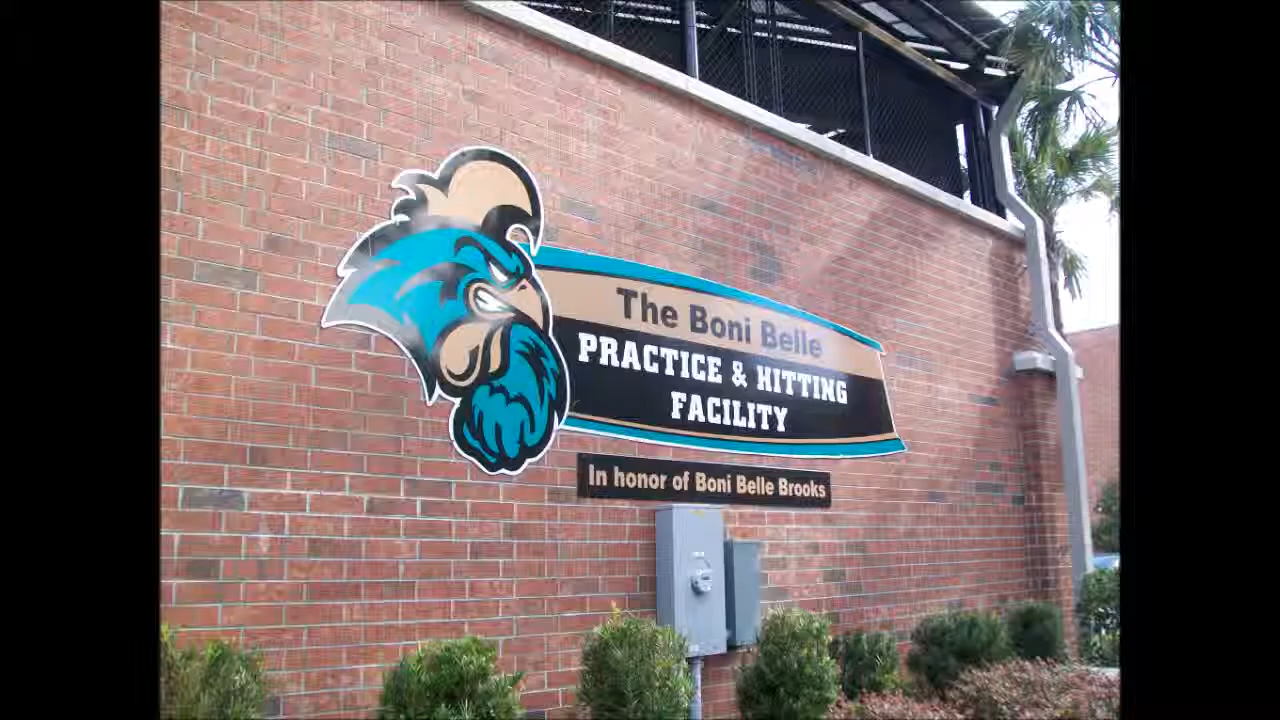 The Boni Belle
PRACTICE & HITTING
FACILITY
In honor of Boni Belle Brooks